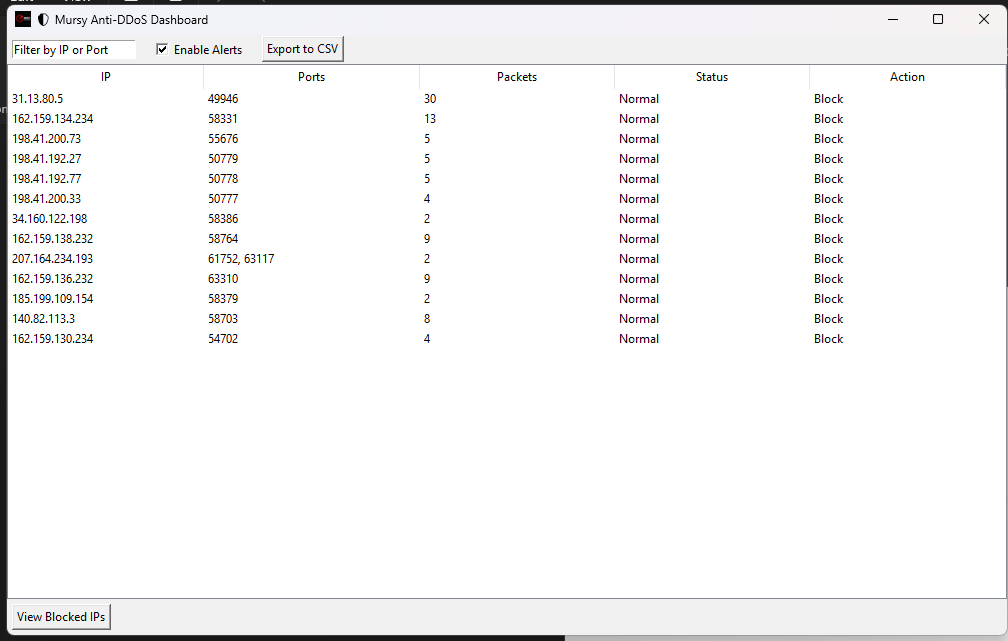 Mursy Anti-DDoS Dashboard
Filter by IP or Port Enable Alerts Export to CSV
IP Ports Packets Status Action
31.13.80.5 49946 30 Normal Block
162.159.134.234 58331 13 Normal Block
198.41.200.73 55676 5 Normal Block
198.41.192.27 50779 5 Normal Block
198.41.192.77 50778 5 Normal Block
198.41.200.33 50777 4 Normal Block
34.160.122.198 58386 2 Normal Block
162.159.138.232 58764 9 Normal Block
207.164.234.193 61752, 63117 2 Normal Block
162.159.136.232 63310 9 Normal Block
185.199.109.154 58379 2 Normal Block
140.82.113.3 58703 8 Normal Block
162.159.130.234 54702 4 Normal Block
View Blocked IPs